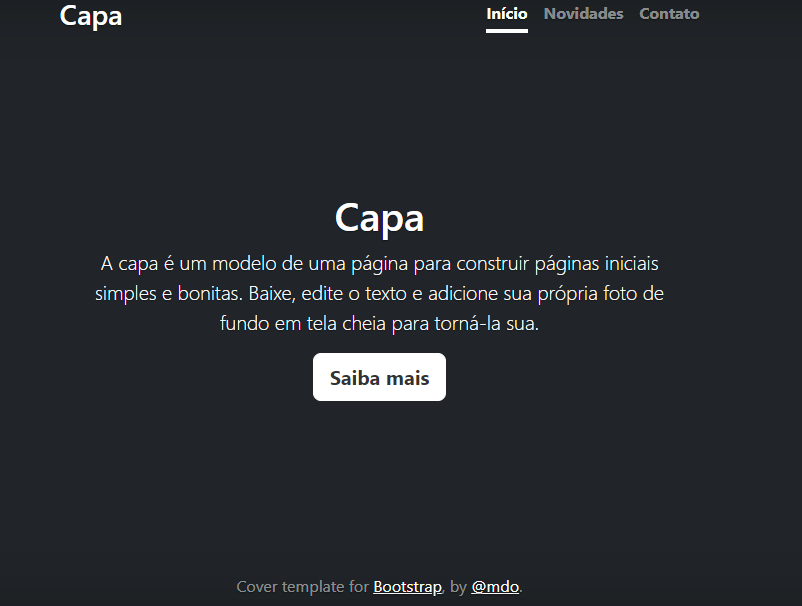 Capa
Início Novidades Contato
Capa
A capa é um modelo de uma página para construir páginas iniciais
simples e bonitas. Baixe, edite o texto e adicione sua própria foto de
fundo em tela cheia para torná-la sua.
Saiba mais
Cover template for Bootstrap, by @mdo.